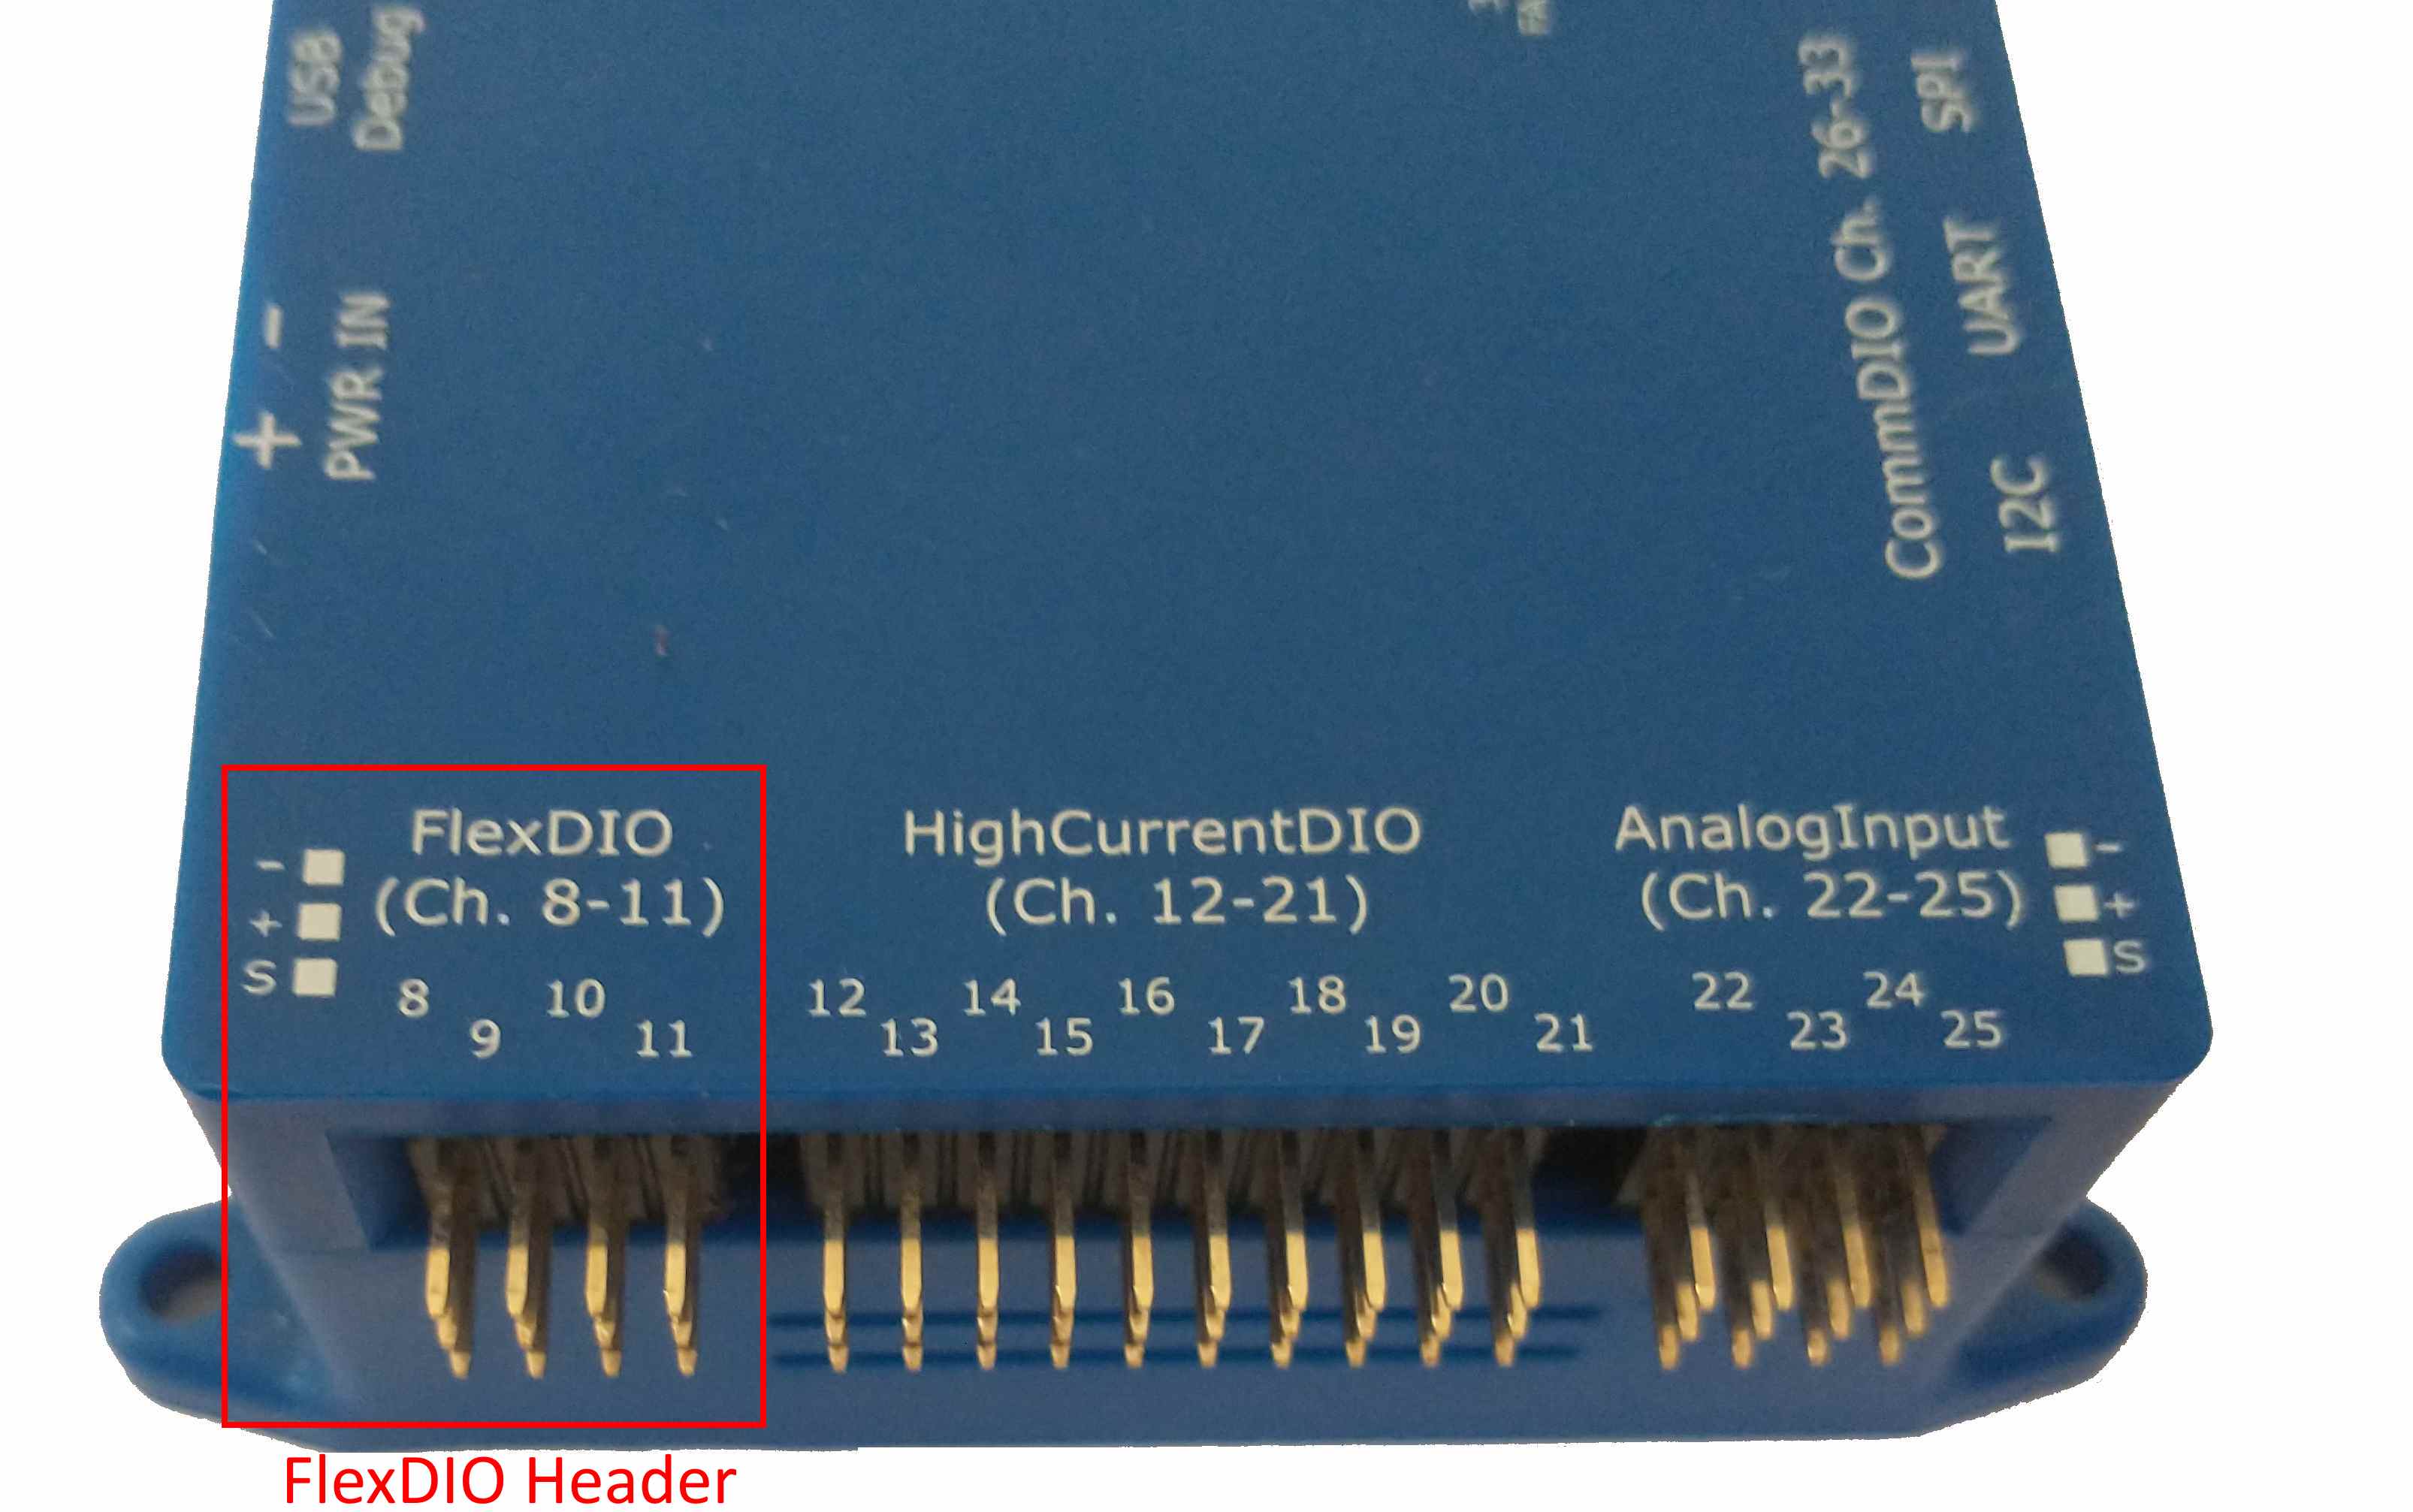 USB
Debug
- +
PWR IN
CommDIO Ch. 26-33
SPI
UART
I2C
FlexDIO
(Ch. 8-11)
-
+
S
8 9 10 11
HighCurrentDIO
(Ch. 12-21)
12 13 14 15 16 17 18 19 20 21
AnalogInput
(Ch. 22-25)
-
+
S
22 23 24 25
FlexDIO Header